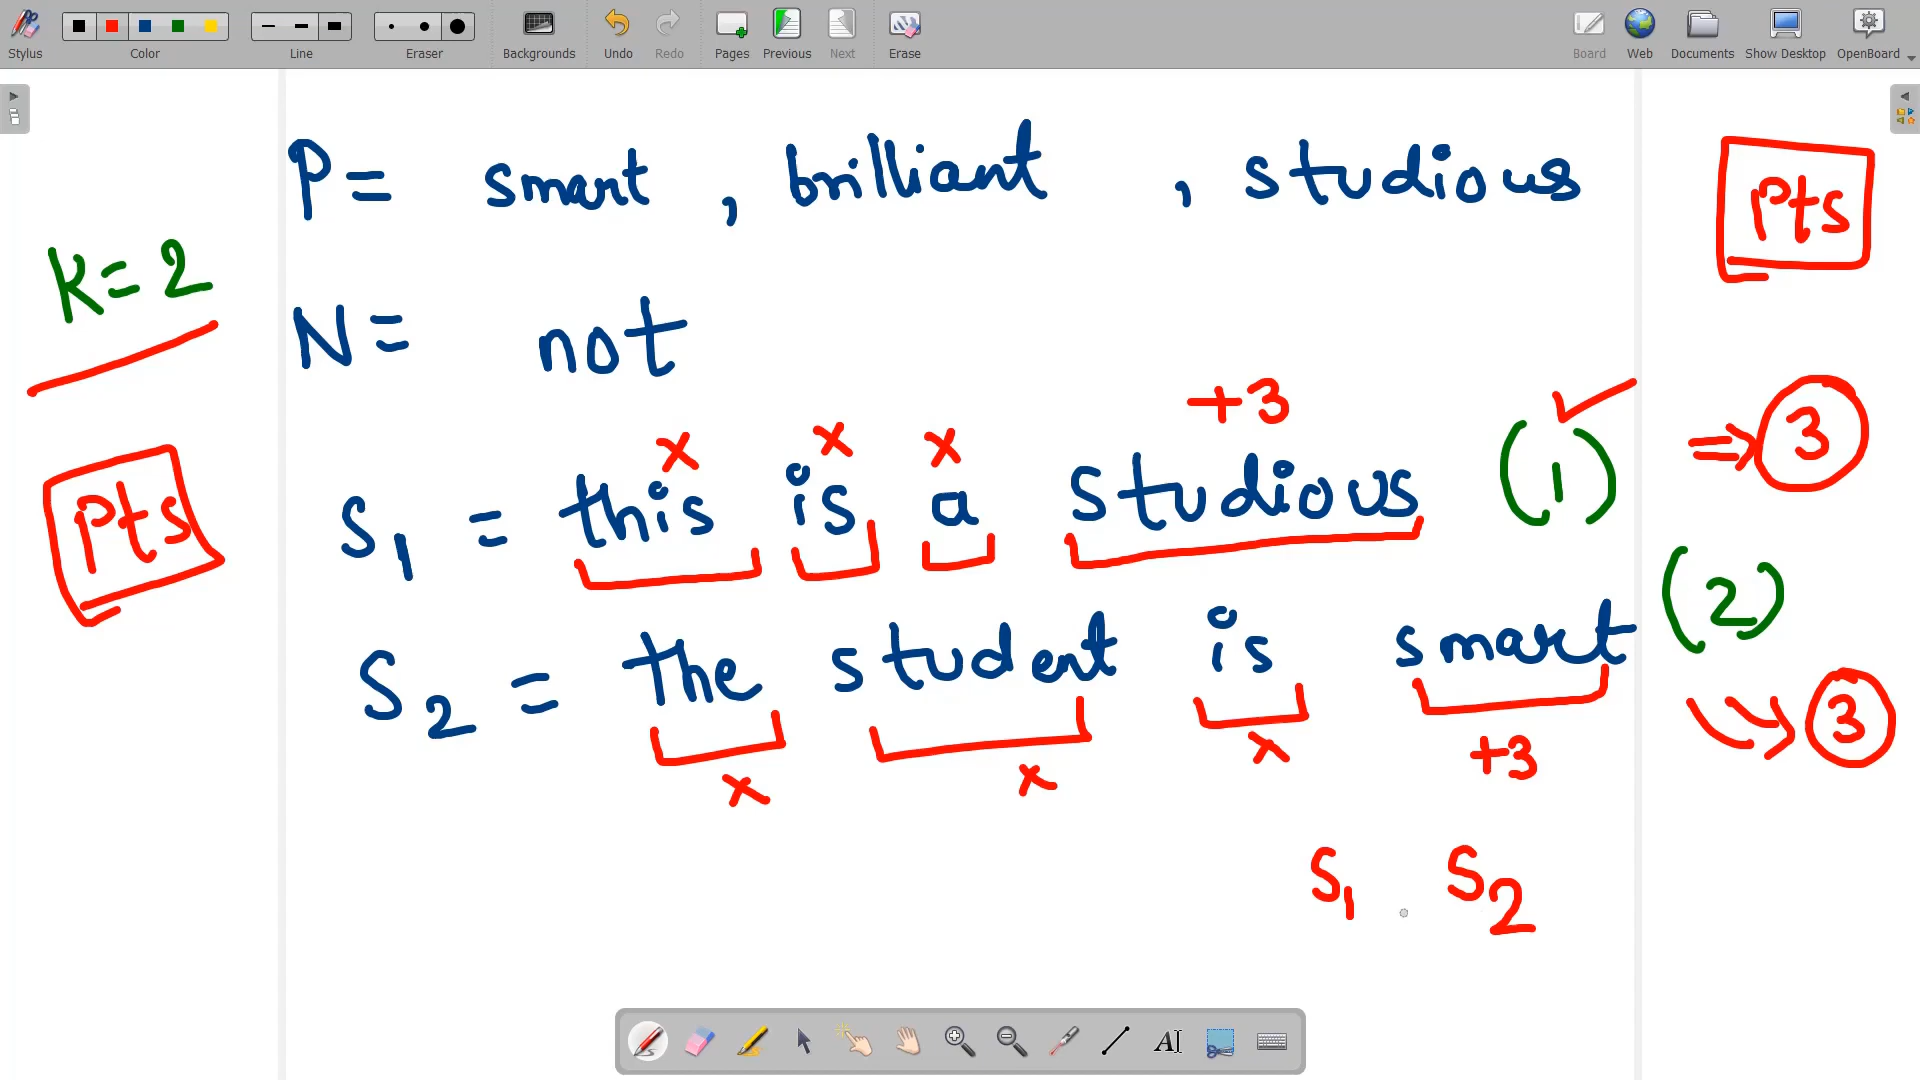 Stylus Color Line Eraser Backgrounds Undo Redo Pages Previous Next Erase Board Web Documents Show Desktop OpenBoard
P = smart , brilliant , studious
Pts
K = 2
N = not
+3
x x x
S1 = this is a studious (1) ⇒ 3
Pts
S2 = the student is smart (2)
3
x x x +3
S1 S2